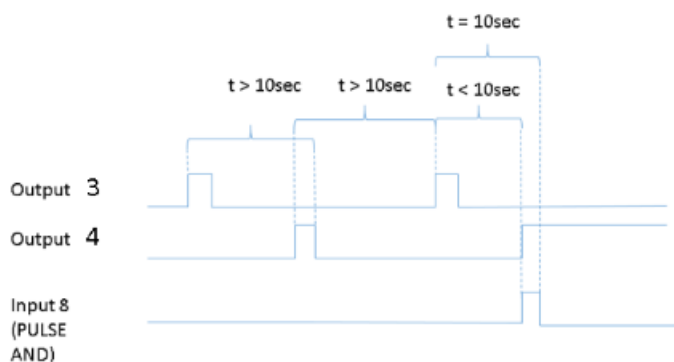 t = 10sec
t > 10sec
t > 10sec
t < 10sec
Output 3
Output 4
Input 8
(PULSE
AND)